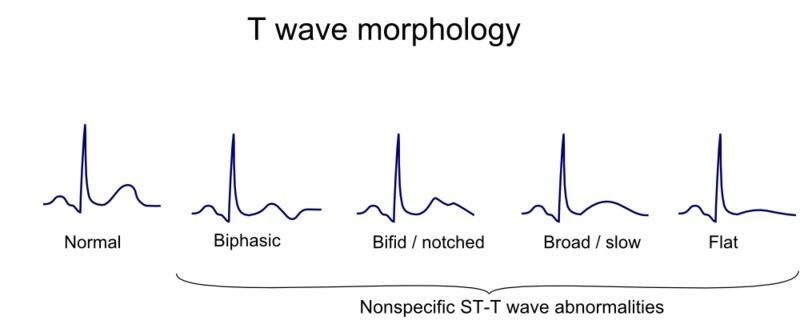 T wave morphology
Normal
Biphasic
Bifid / notched
Broad / slow
Flat
Nonspecific ST-T wave abnormalities